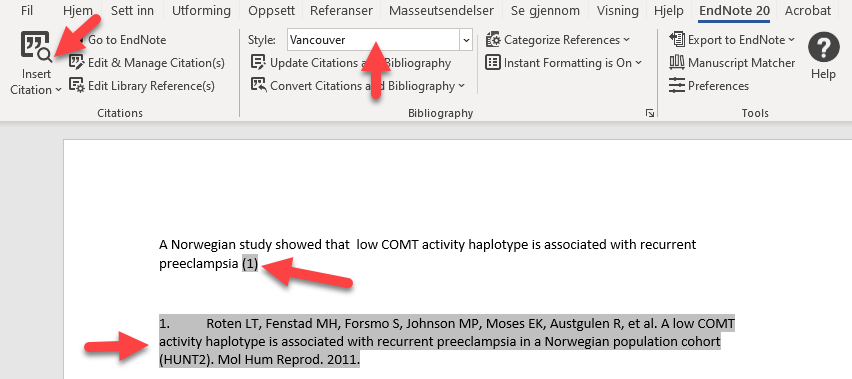 Fil Hjem Sett inn Utforming Oppsett Referanser Masseutsendelser Se gjennom Visning Hjelp EndNote 20 Acrobat
Insert Citation
Go to EndNote
Edit & Manage Citation(s)
Edit Library Reference(s)
Citations
Style: Vancouver
Update Citations and Bibliography
Convert Citations and Bibliography
Categorize References
Instant Formatting is On
Bibliography
Export to EndNote
Manuscript Matcher
Preferences
Tools
Help
A Norwegian study showed that  low COMT activity haplotype is associated with recurrent
preeclampsia (1)
1. Roten LT, Fenstad MH, Forsmo S, Johnson MP, Moses EK, Austgulen R, et al. A low COMT
activity haplotype is associated with recurrent preeclampsia in a Norwegian population cohort
(HUNT2). Mol Hum Reprod. 2011.